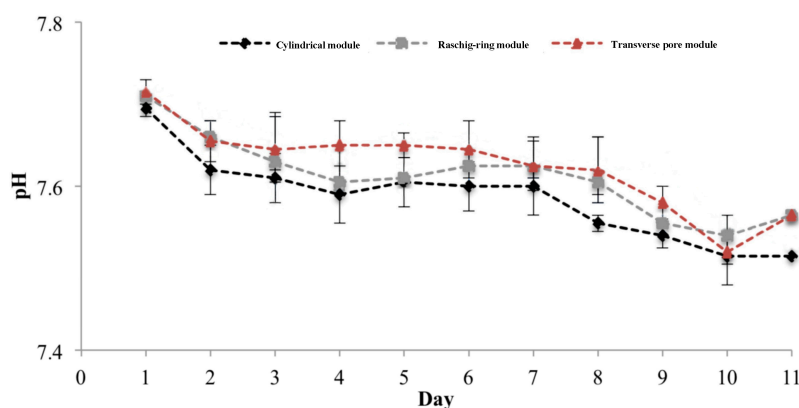 7.8
Cylindrical module Raschig-ring module Transverse pore module
pH
7.6
7.4
0 1 2 3 4 5 6 7 8 9 10 11
Day